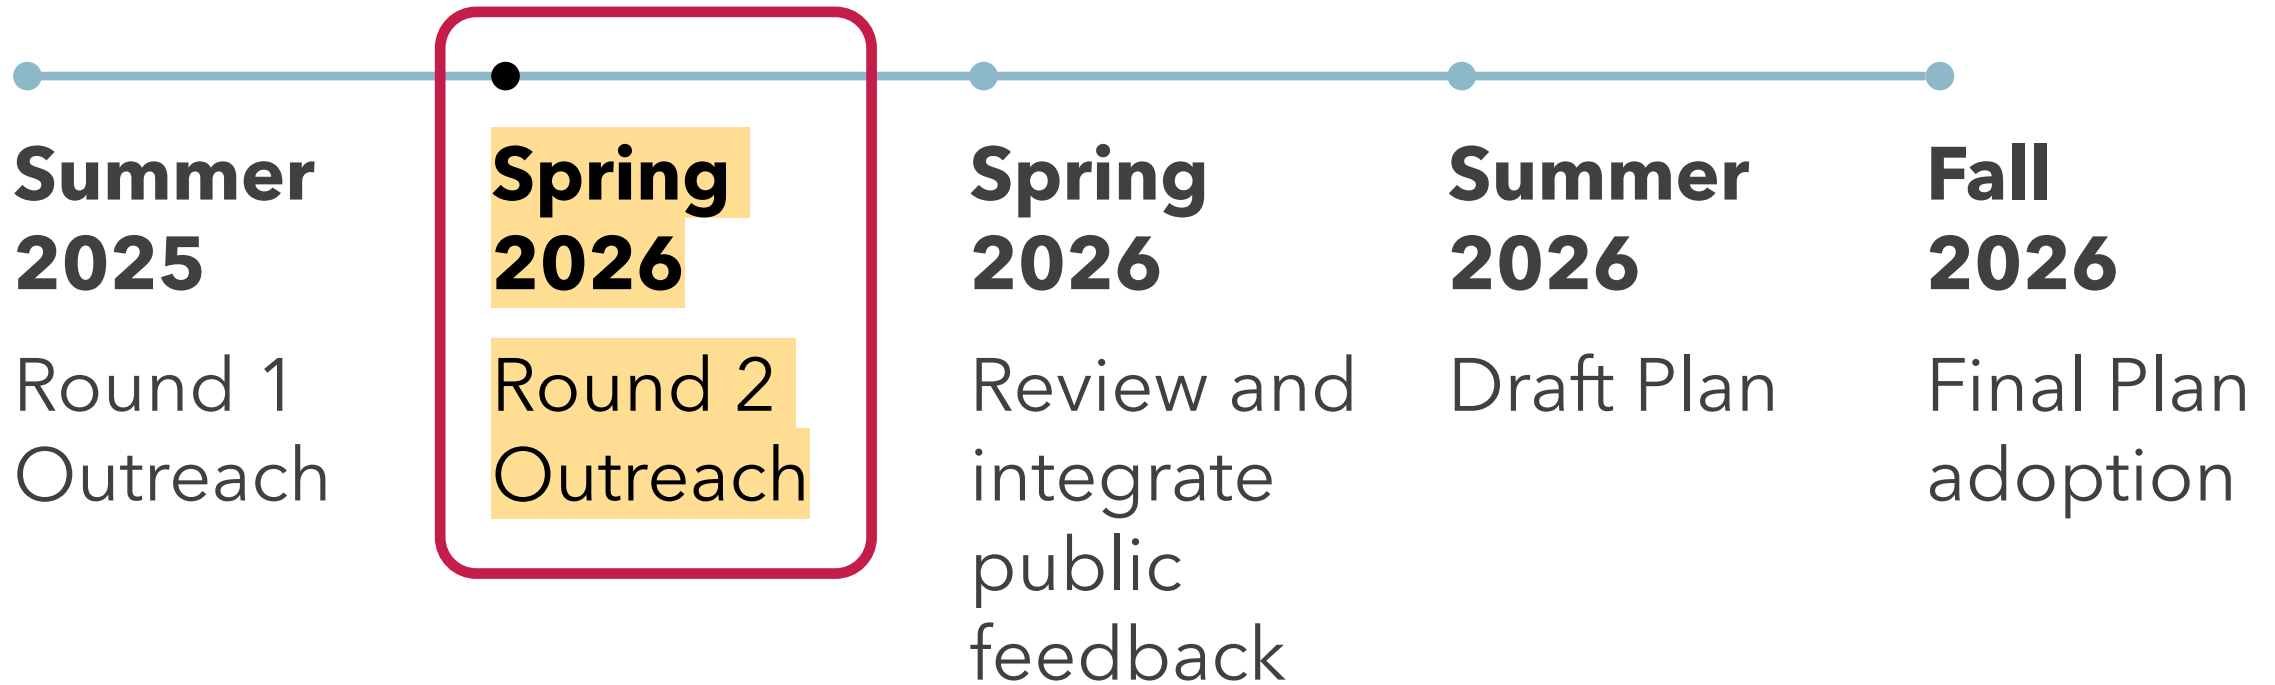 Summer
2025
Round 1
Outreach
Spring
2026
Round 2
Outreach
Spring
2026
Review and
integrate
public
feedback
Summer
2026
Draft Plan
Fall
2026
Final Plan
adoption